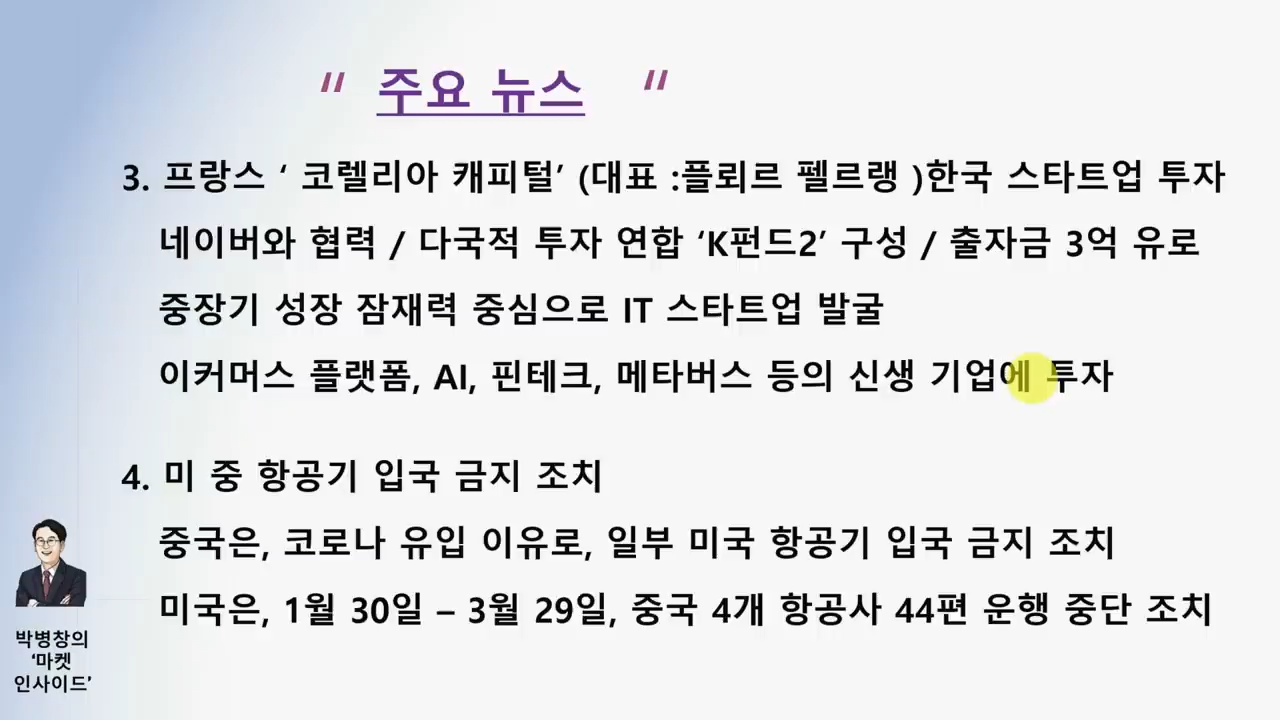 " 주요 뉴스 "
3. 프랑스 ‘ 코렐리아 캐피털’ (대표 :플뢰르 펠르랭 )한국 스타트업 투자
네이버와 협력 / 다국적 투자 연합 ‘K펀드2’ 구성 / 출자금 3억 유로
중장기 성장 잠재력 중심으로 IT 스타트업 발굴
이커머스 플랫폼, AI, 핀테크, 메타버스 등의 신생 기업에 투자
4. 미 중 항공기 입국 금지 조치
중국은, 코로나 유입 이유로, 일부 미국 항공기 입국 금지 조치
미국은, 1월 30일 – 3월 29일, 중국 4개 항공사 44편 운행 중단 조치
박병창의
‘마켓
인사이드’